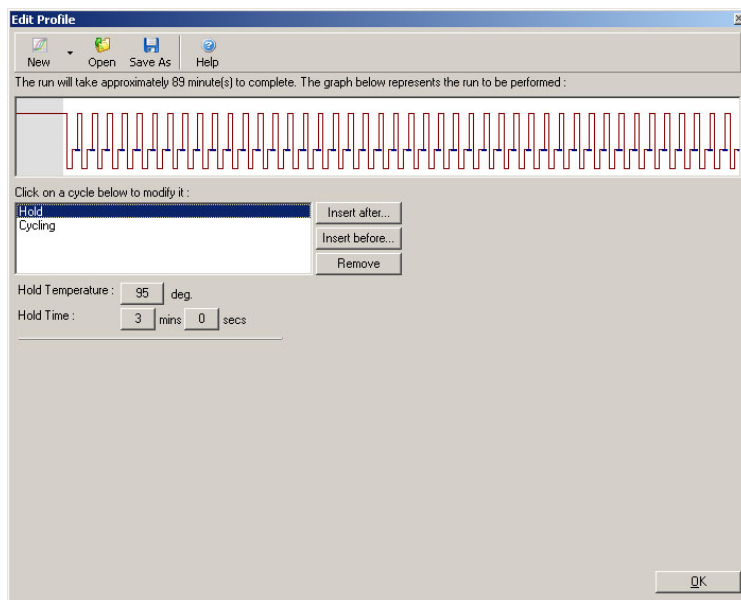 Edit Profile
New Open Save As Help
The run will take approximately 89 minute(s) to complete. The graph below represents the run to be performed :
Click on a cycle below to modify it :
Hold
Cycling
Insert after...
Insert before...
Remove
Hold Temperature : 95 deg.
Hold Time : 3 mins 0 secs
OK